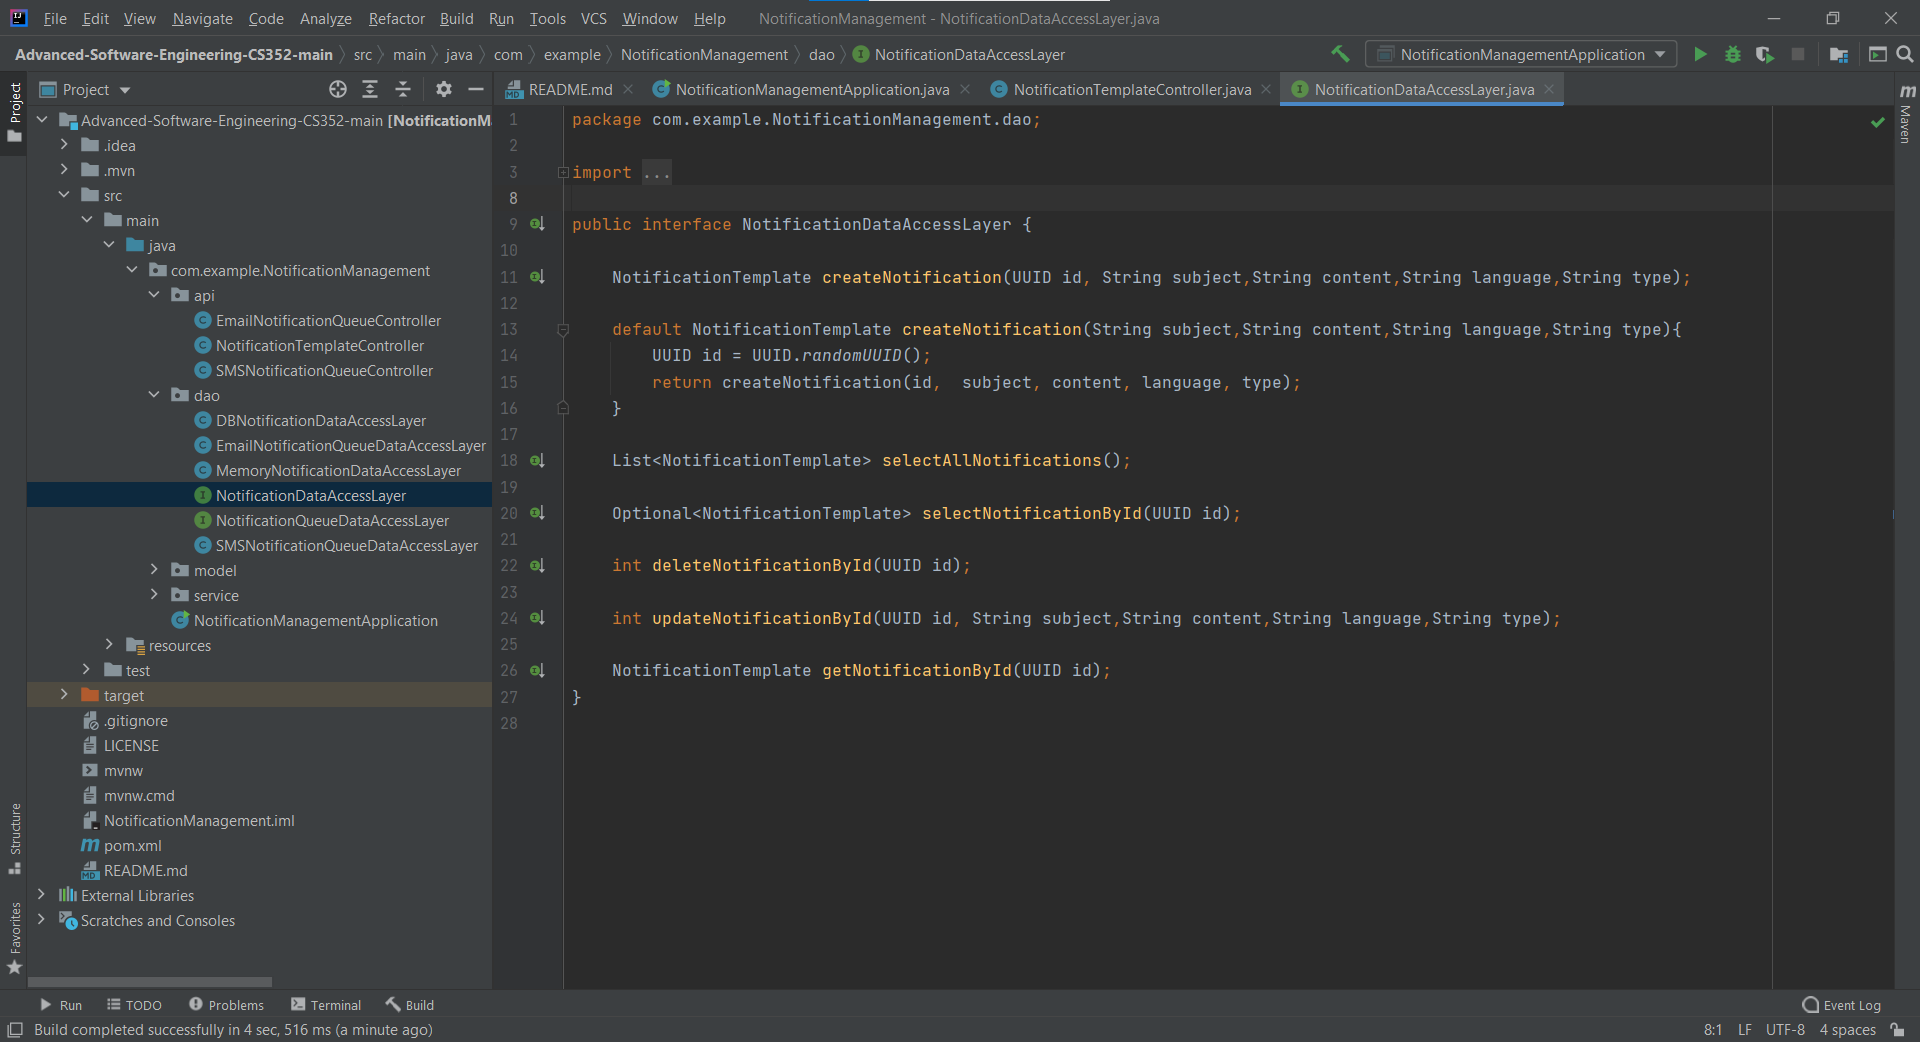 File Edit View Navigate Code Analyze Refactor Build Run Tools VCS Window Help NotificationManagement - NotificationDataAccessLayer.java
Advanced-Software-Engineering-CS352-main src main java com example NotificationManagement dao NotificationDataAccessLayer NotificationManagementApplication
Project
Project
README.md NotificationManagementApplication.java NotificationTemplateController.java NotificationDataAccessLayer.java
Maven
Advanced-Software-Engineering-CS352-main [NotificationM
.idea
.mvn
src
main
java
com.example.NotificationManagement
api
EmailNotificationQueueController
NotificationTemplateController
SMSNotificationQueueController
dao
DBNotificationDataAccessLayer
EmailNotificationQueueDataAccessLayer
MemoryNotificationDataAccessLayer
NotificationDataAccessLayer
NotificationQueueDataAccessLayer
SMSNotificationQueueDataAccessLayer
model
service
NotificationManagementApplication
resources
test
target
.gitignore
LICENSE
mvnw
mvnw.cmd
NotificationManagement.iml
pom.xml
README.md
External Libraries
Scratches and Consoles
Structure
Favorites
1 package com.example.NotificationManagement.dao;
2
3 import ...
8
9 public interface NotificationDataAccessLayer {
10
11 NotificationTemplate createNotification(UUID id, String subject,String content,String language,String type);
12
13 default NotificationTemplate createNotification(String subject,String content,String language,String type){
14 UUID id = UUID.randomUUID();
15 return createNotification(id,  subject, content, language, type);
16 }
17
18 List<NotificationTemplate> selectAllNotifications();
19
20 Optional<NotificationTemplate> selectNotificationById(UUID id);
21
22 int deleteNotificationById(UUID id);
23
24 int updateNotificationById(UUID id, String subject,String content,String language,String type);
25
26 NotificationTemplate getNotificationById(UUID id);
27 }
28
Run TODO Problems Terminal Build Event Log
Build completed successfully in 4 sec, 516 ms (a minute ago) 8:1 LF UTF-8 4 spaces